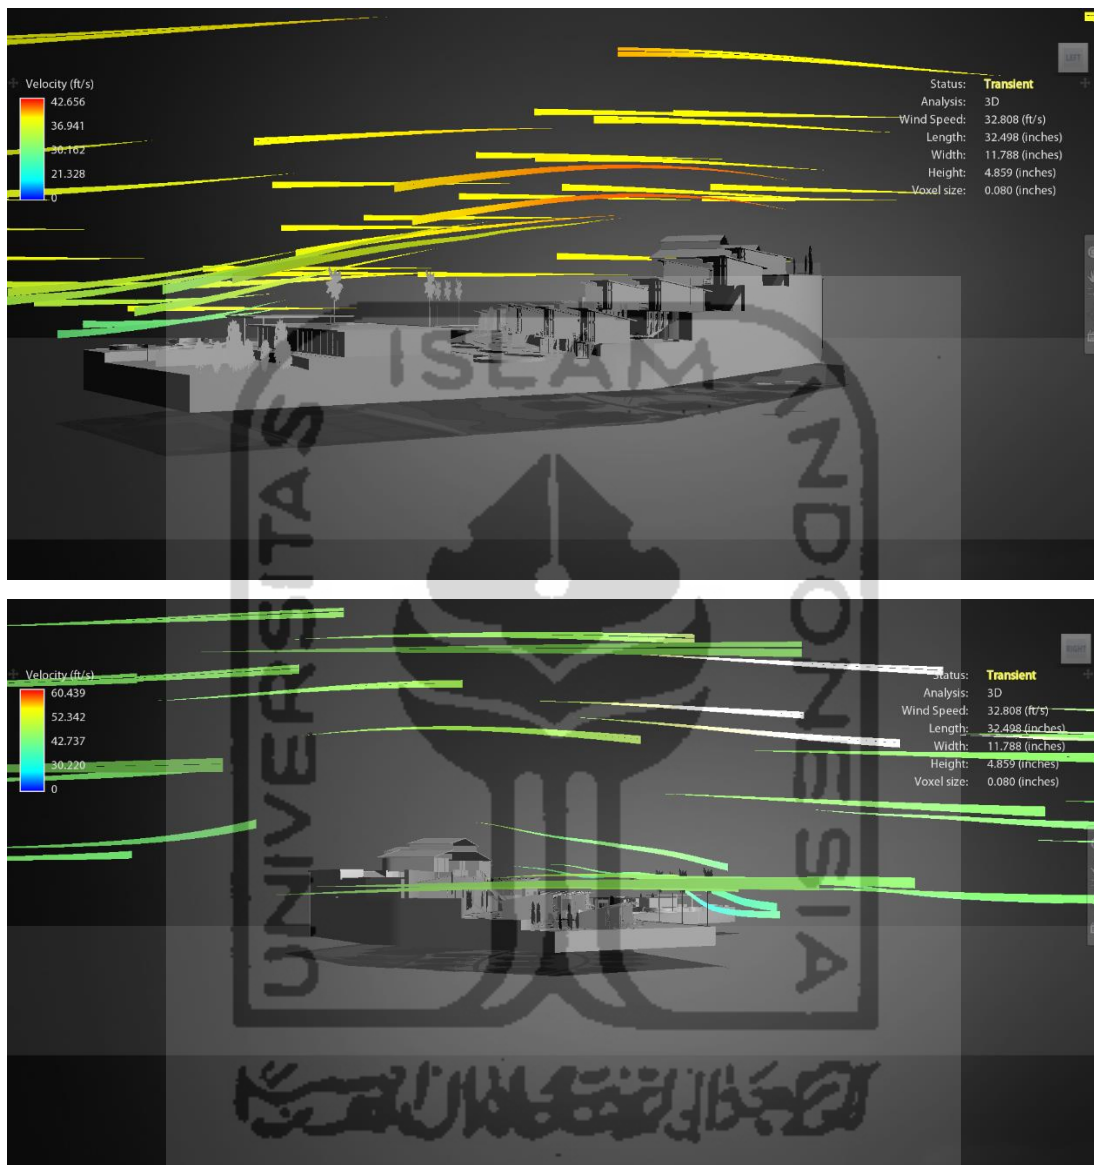 LEFT
Velocity (ft/s)
42.656
36.941
30.162
21.328
0
Status: Transient
Analysis: 3D
Wind Speed: 32.808 (ft/s)
Length: 32.498 (inches)
Width: 11.788 (inches)
Height: 4.859 (inches)
Voxel size: 0.080 (inches)
UNIVERSITAS
ISLAM
INDONESIA
RIGHT
Velocity (ft/s)
60.439
52.342
42.737
30.220
0
Status: Transient
Analysis: 3D
Wind Speed: 32.808 (ft/s)
Length: 32.498 (inches)
Width: 11.788 (inches)
Height: 4.859 (inches)
Voxel size: 0.080 (inches)